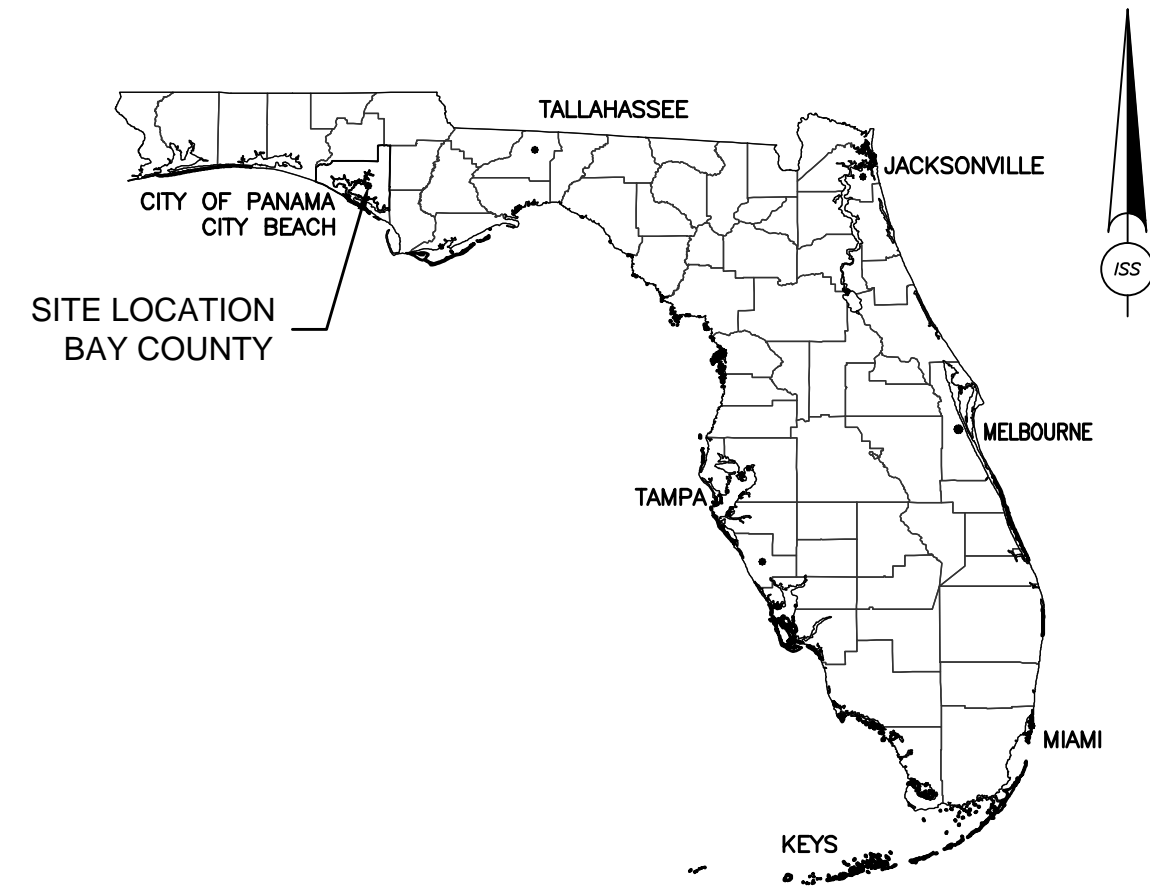 TALLAHASSEE
JACKSONVILLE
CITY OF PANAMA
CITY BEACH
ISS
SITE LOCATION
BAY COUNTY
MELBOURNE
TAMPA
MIAMI
KEYS